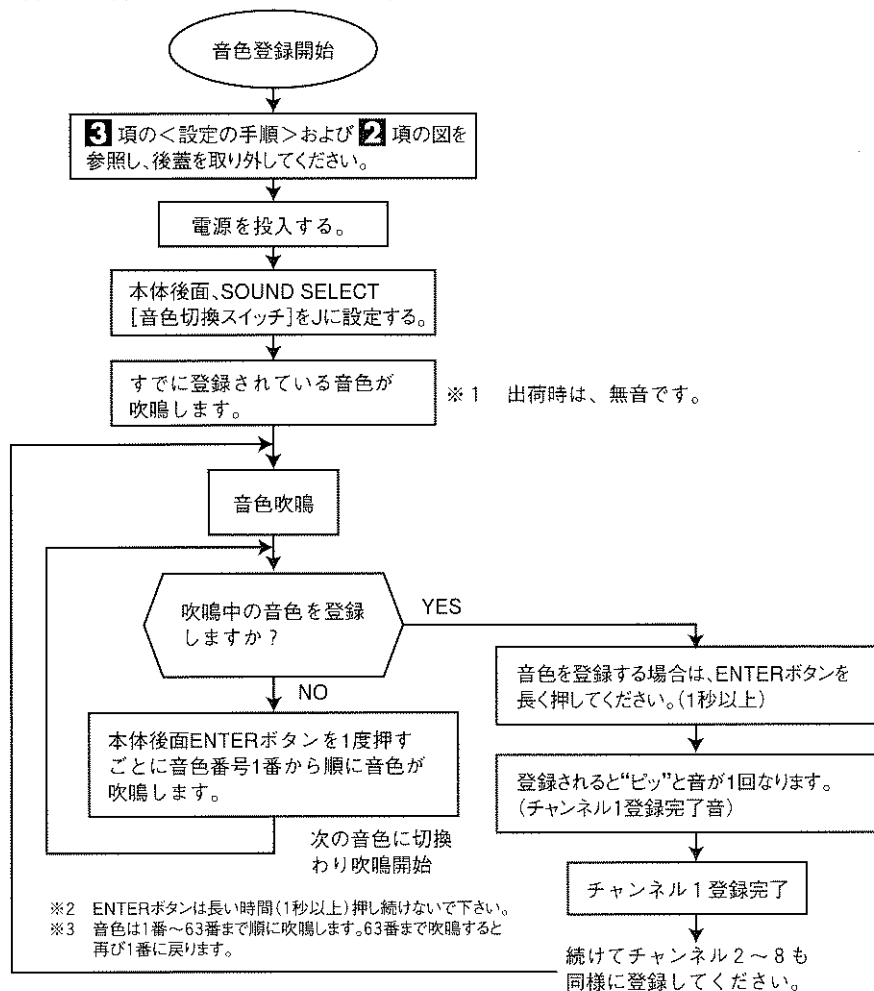 音色登録開始
3 項の＜設定の手順＞および 2 項の図を
参照し、後蓋を取り外してください。
電源を投入する。
本体後面、SOUND SELECT
[音色切換スイッチ]をJに設定する。
すでに登録されている音色が
吹鳴します。
※1 出荷時は、無音です。
音色吹鳴
吹鳴中の音色を登録
しますか？
YES
NO
本体後面ENTERボタンを1度押す
ごとに音色番号1番から順に音色が
吹鳴します。
次の音色に切換
わり吹鳴開始
音色を登録する場合は、ENTERボタンを
長く押してください。(1秒以上)
登録されると“ピッ”と音が1回なります。
(チャンネル1登録完了音)
チャンネル1登録完了
続けてチャンネル2～8も
同様に登録してください。
※2 ENTERボタンは長い時間(1秒以上)押し続けないで下さい。
※3 音色は1番～63番まで順に吹鳴します。63番まで吹鳴すると
再び1番に戻ります。